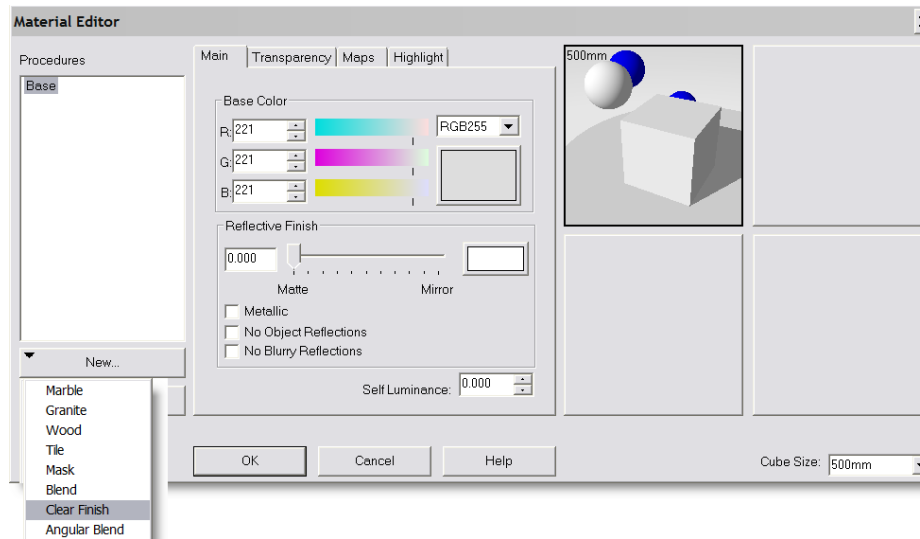 Material Editor
Procedures
Base
New...
Marble
Granite
Wood
Tile
Mask
Blend
Clear Finish
Angular Blend
Main Transparency Maps Highlight
Base Color
R: 221 RGB255
G: 221
B: 221
Reflective Finish
0.000
Matte Mirror
Metallic
No Object Reflections
No Blurry Reflections
Self Luminance: 0.000
OK Cancel Help
500mm
Cube Size: 500mm